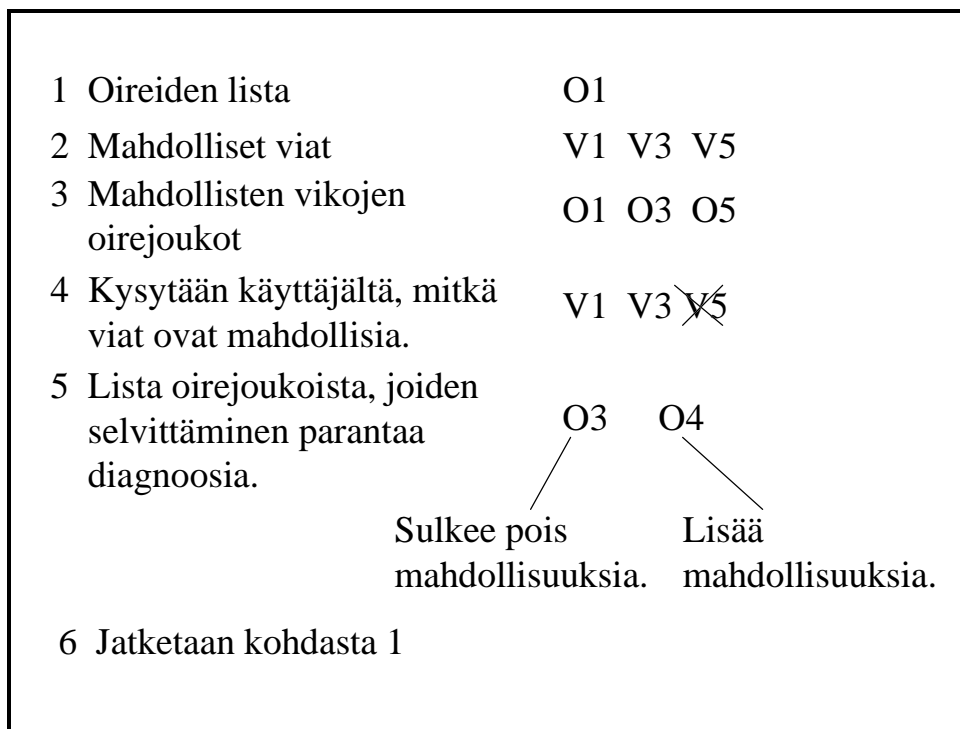 1 Oireiden lista O1
2 Mahdolliset viat V1 V3 V5
3 Mahdollisten vikojen
oirejoukot O1 O3 O5
4 Kysytään käyttäjältä, mitkä
viat ovat mahdollisia. V1 V3 V5
5 Lista oirejoukoista, joiden
selvittäminen parantaa O3 O4
diagnoosia.
Sulkee pois Lisää
mahdollisuuksia. mahdollisuuksia.
6 Jatketaan kohdasta 1